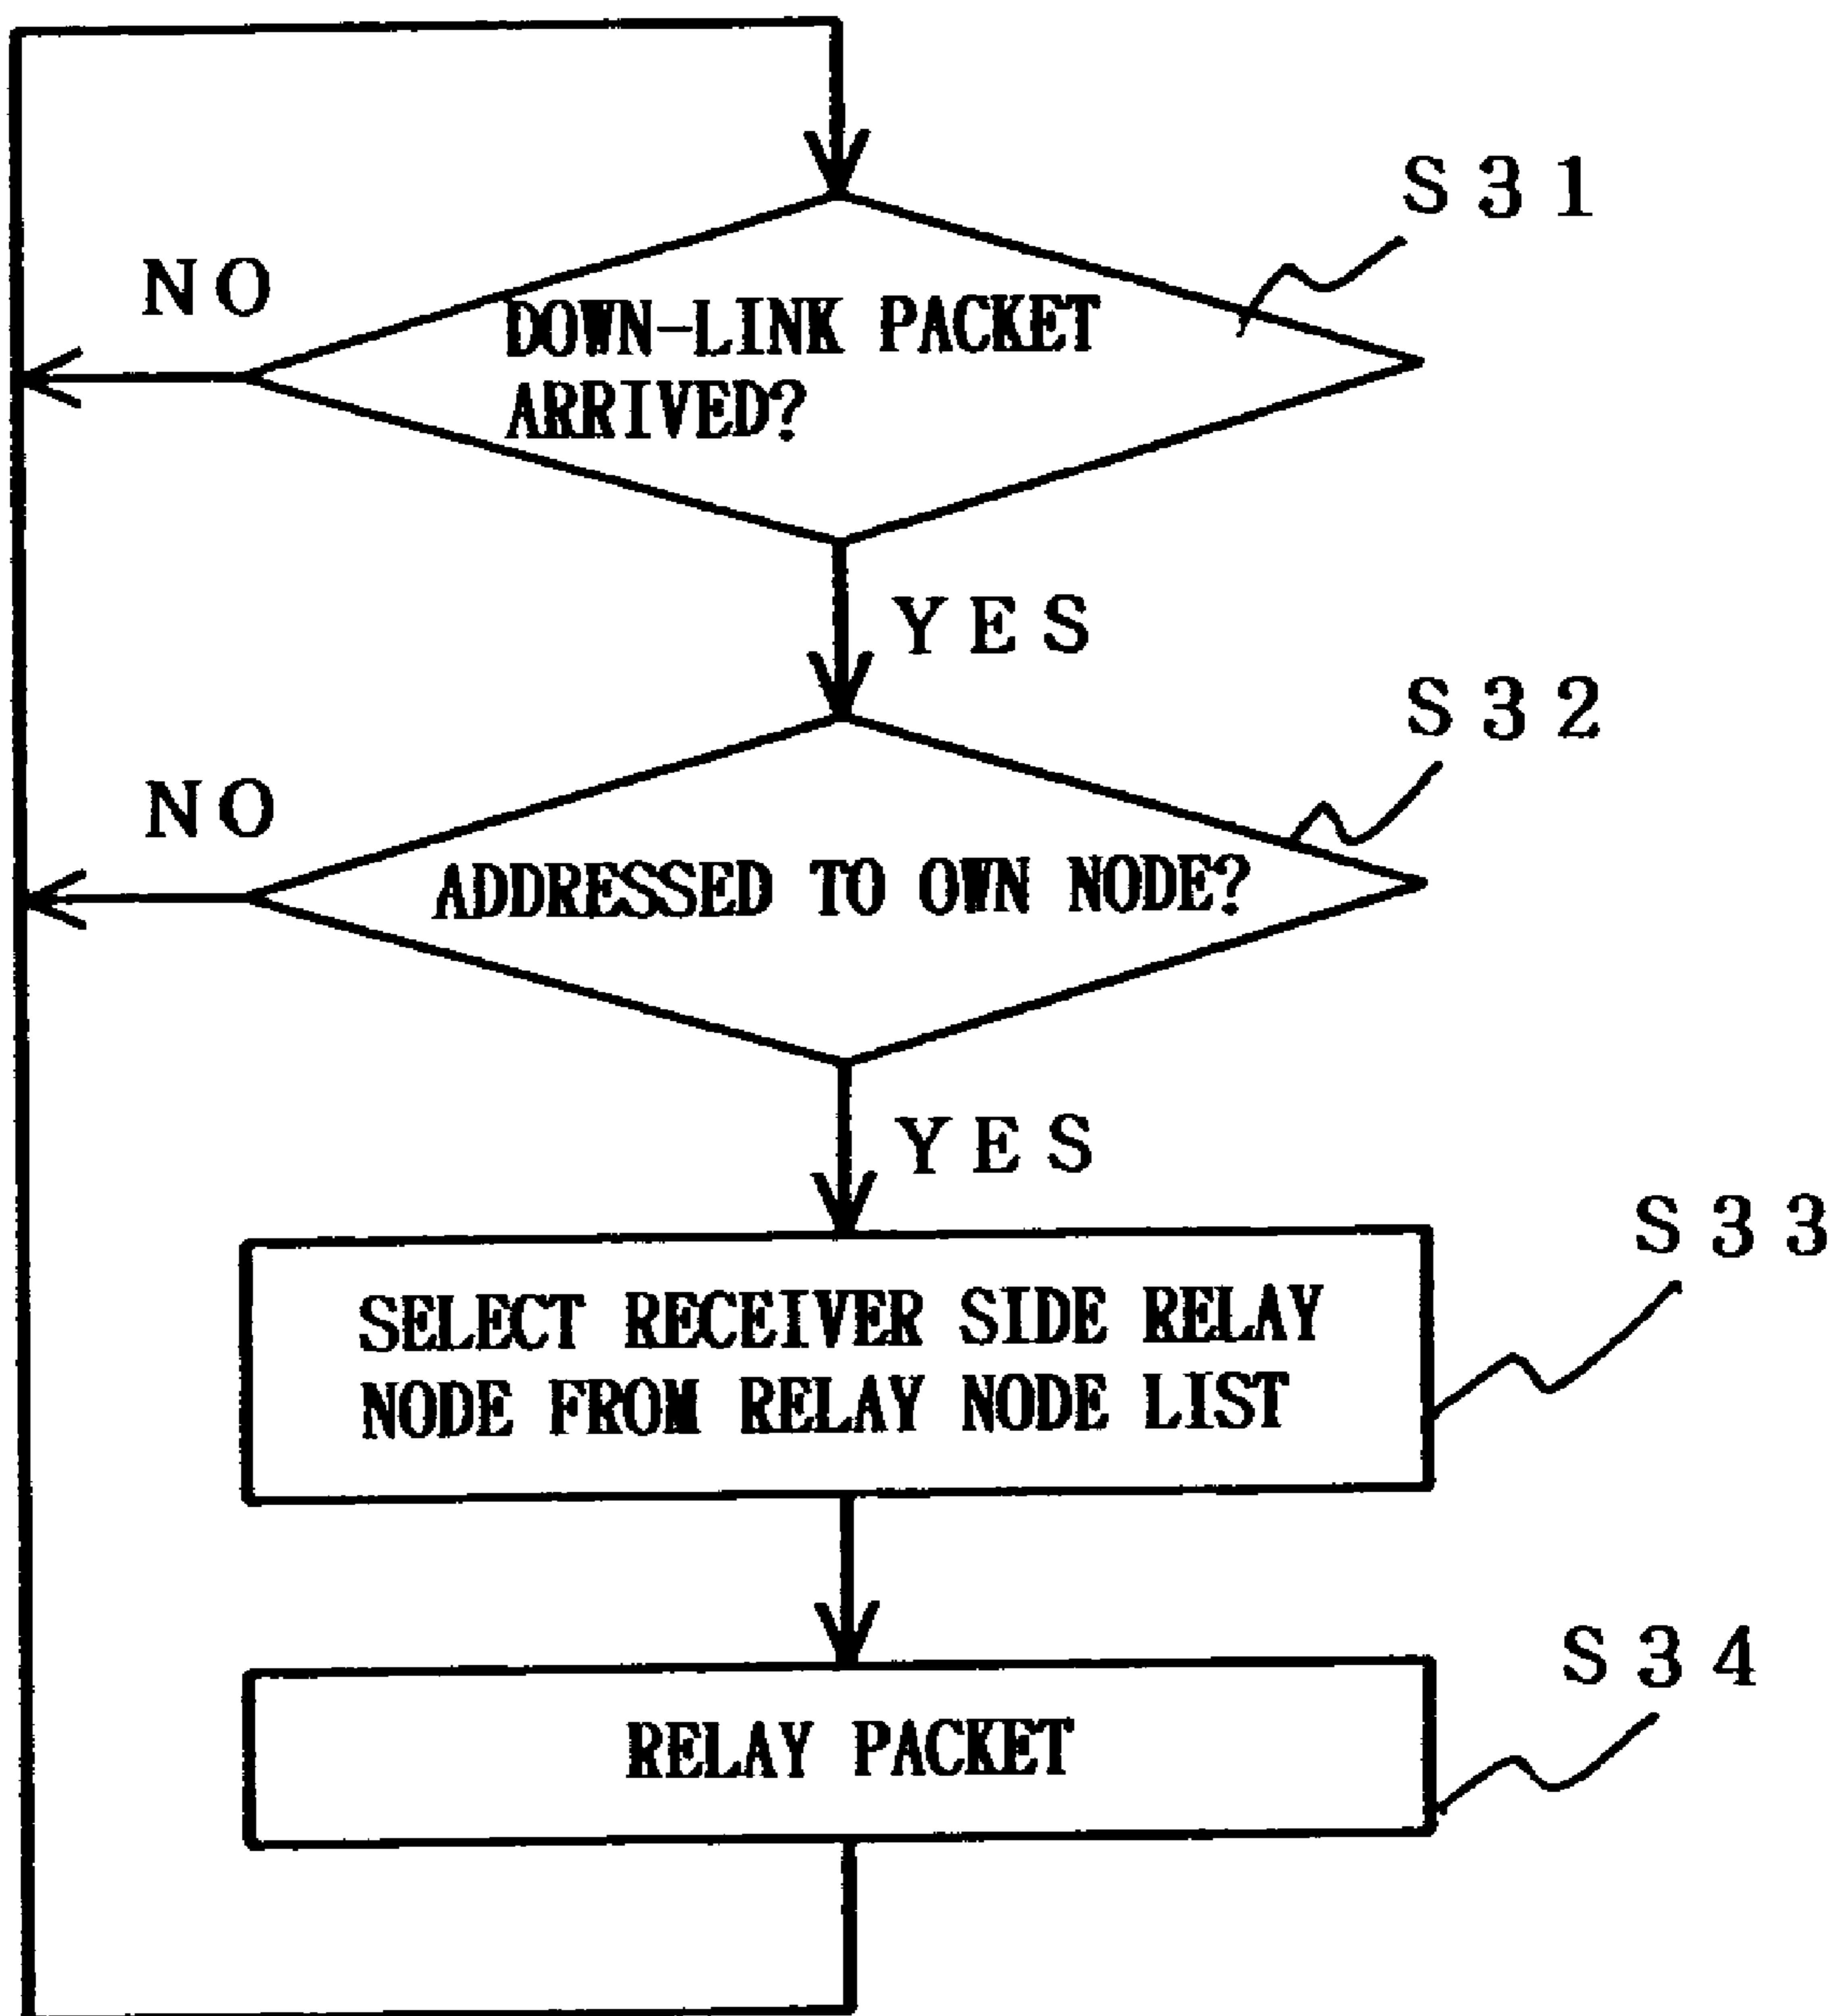 S31
NO
DOWN-LINK PACKET
ARRIVED?
YES
S32
NO
ADDRESSED TO OWN NODE?
YES
S33
SELECT RECEIVER SIDE RELAY
NODE FROM RELAY NODE LIST
S34
RELAY PACKET